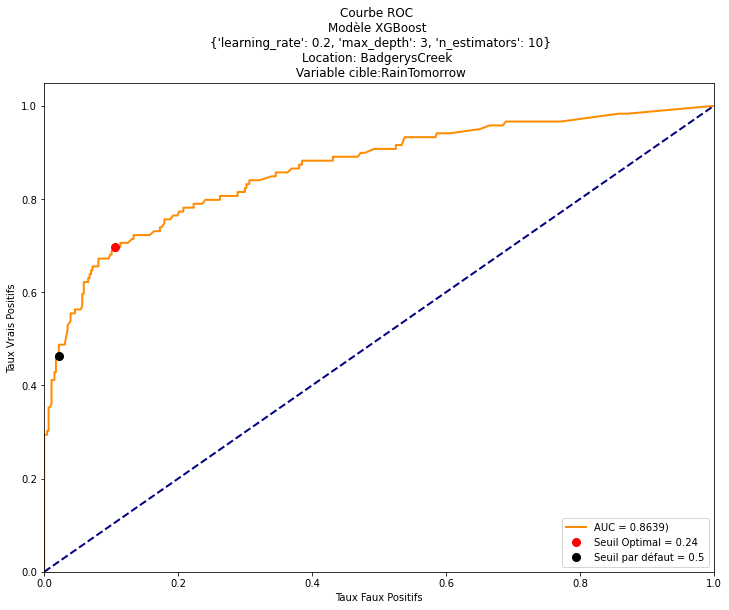 Courbe ROC
Modèle XGBoost
{'learning_rate': 0.2, 'max_depth': 3, 'n_estimators': 10}
Location: BadgerysCreek
Variable cible:RainTomorrow
1.0
0.8
0.6
0.4
0.2
0.0
Taux Vrais Positifs
0.0
0.2
0.4
0.6
0.8
1.0
Taux Faux Positifs
AUC = 0.8639)
Seuil Optimal = 0.24
Seuil par défaut = 0.5